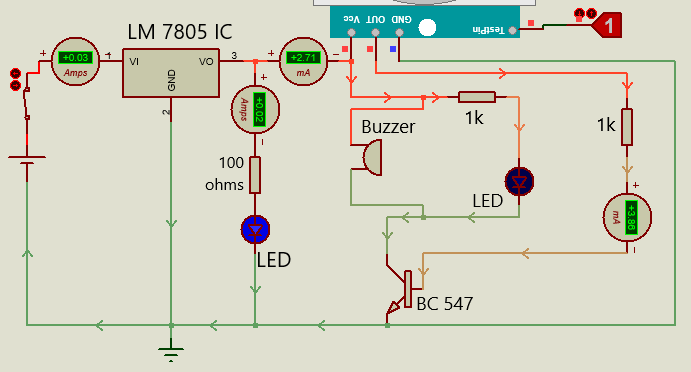 LM 7805 IC
Vcc
OUT
GND
TestPin
1
+0.03
Amps
1
VI
VO
3
GND
2
+2.71
mA
+0.02
Amps
100
ohms
LED
Buzzer
1k
LED
1k
+3.86
mA
BC 547